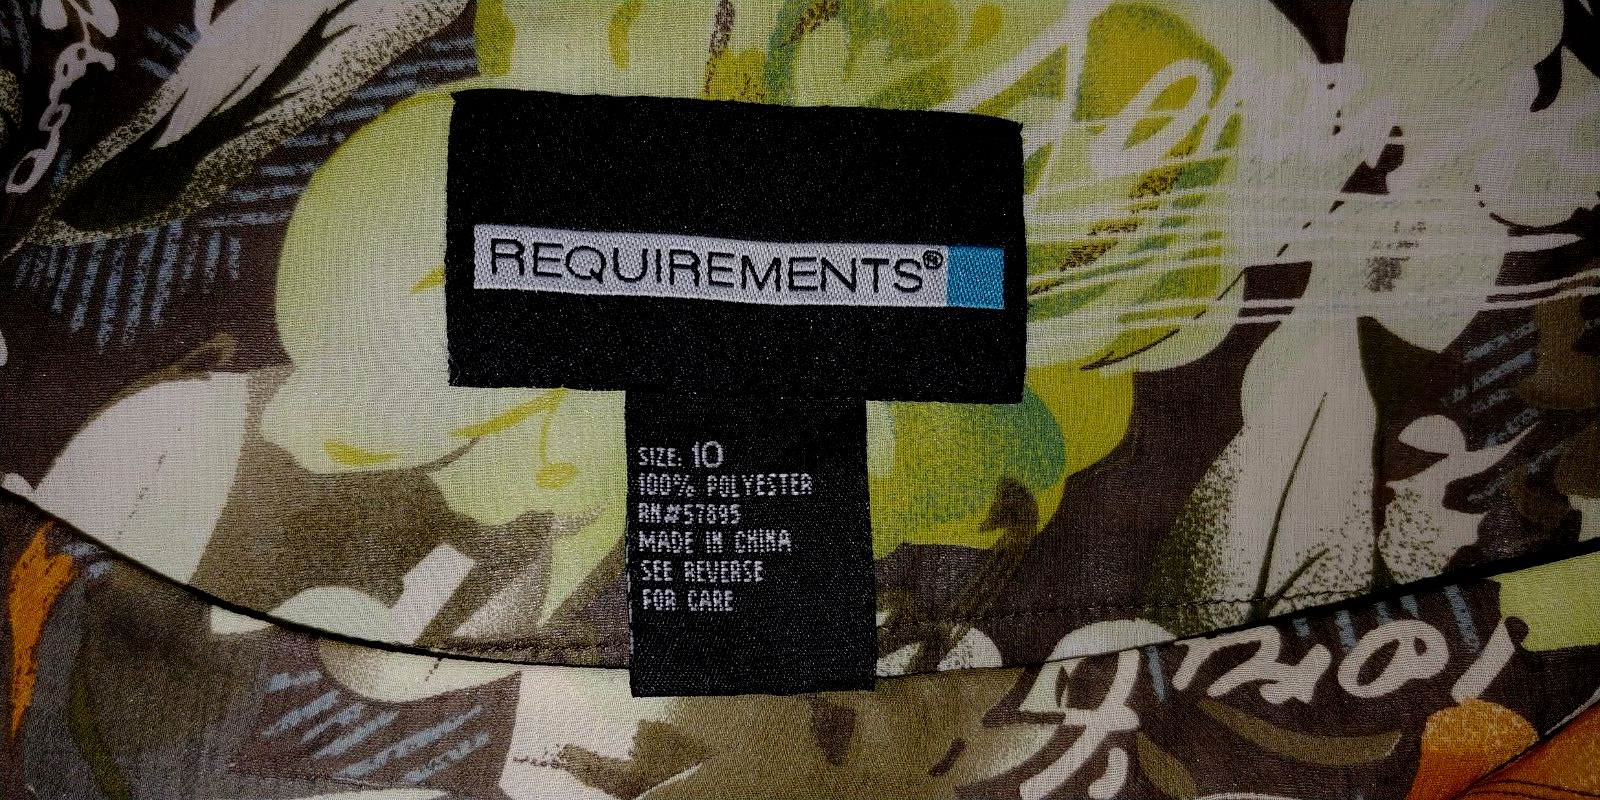 REQUIREMENTS®
SIZE: 10
100% POLYESTER
RN#57895
MADE IN CHINA
SEE REVERSE
FOR CARE